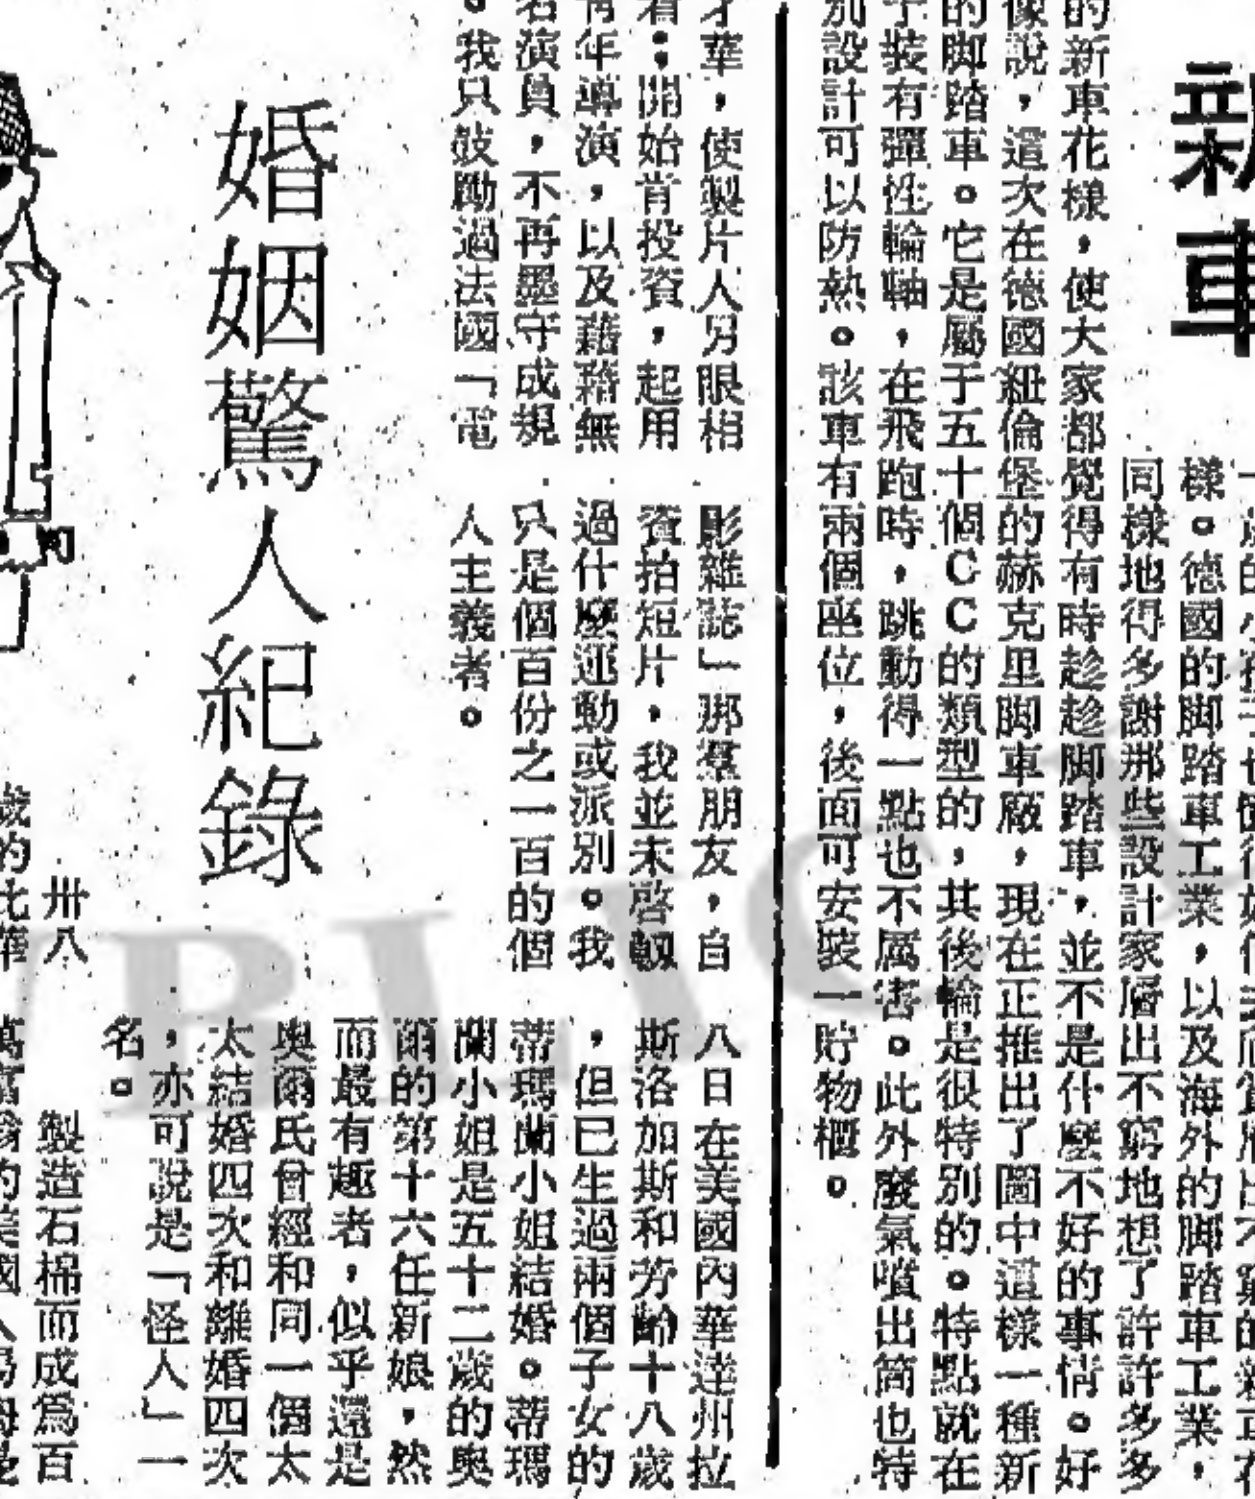 新車
樣。德國的脚踏車工業,以及海外的脚踏車工業,
同樣地得多謝那些設計家層出不窮地想了許許多多
的新車花樣,使大家都覺得有時趁趁脚踏車,並不是什麼不好的事情。好
像說,這次在德國紐倫堡的赫克里脚車廠,現在正推出了圖中這樣一種新
的脚踏車。它是屬于五十個CC的類型的,其後輪是很特別的。特點就在
于裝有彈性輪軸,在飛跑時,跳動得一點也不厲害。此外廢氣噴出筒也特
別設計可以防熱。該車有兩個座位,後面可安裝一貯物櫃。
才華,使製片人另眼相
看;開始肯投資,起用
青年導演,以及藉藉無
名演員,不再墨守成規
。我只鼓勵過法國「電
影雜誌」那羣朋友,自
資拍短片,我並未啓
過什麼運動或派別。我
只是個百份之一百的個
人主義者。
婚姻驚人紀錄
卅八
歲的比華
八日在美國內華達州拉
斯洛加斯和芳齡十八歲
,但已生過兩個子女的
蒂瑪蘭小姐結婚。蒂瑪
蘭小姐是五十二歲的奧
爾的第十六任新娘,然
而最有趣者,似乎還是
奧爾氏曾經和同一個太
太結婚四次和離婚四次
,亦可說是「怪人」一
名。
製造石棉而成爲百
萬富翁的美國人
UBLIC